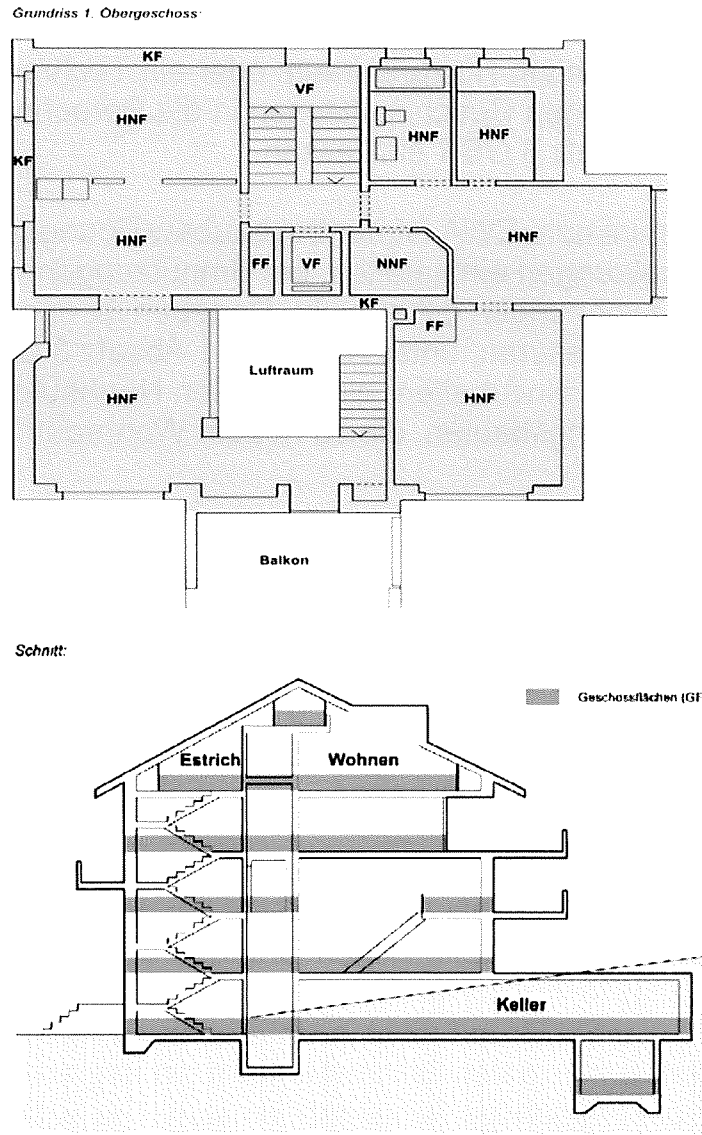 Grundriss 1. Obergeschoss:
KF
VF
HNF
HNF
HNF
KF
HNF
HNF
FF
VF
NNF
KF
FF
Luftraum
HNF
HNF
Balkon
Schnitt:
Geschossflächen (GF
Estrich
Wohnen
Keller